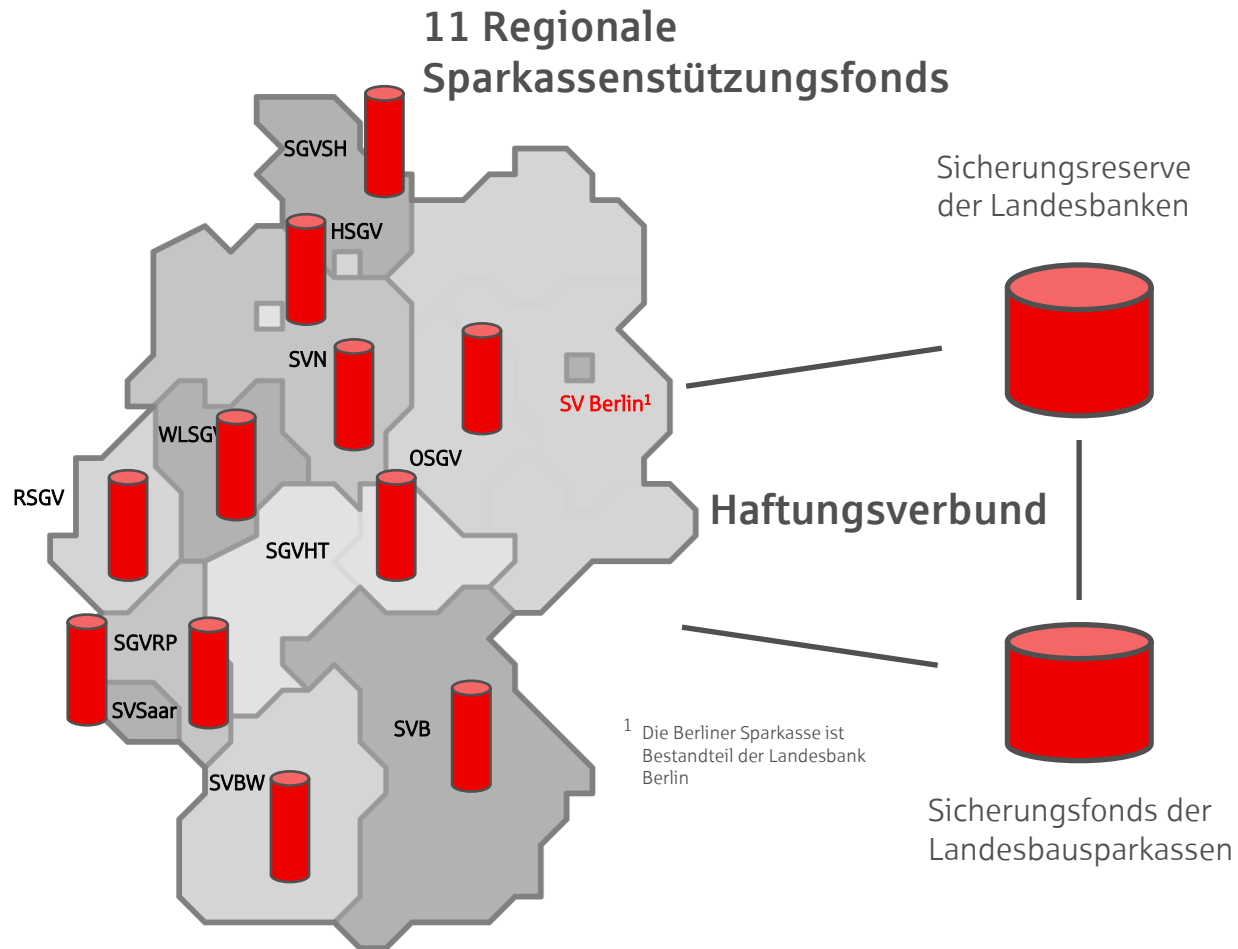 11 Regionale
Sparkassenstützungsfonds
SGVSH
HSGV
SVN
SV Berlin¹
WLSGV
OSGV
RSGV
SGVHT
SGVRP
SVSaar
SVB
SVBW
Sicherungsreserve
der Landesbanken
Haftungsverbund
Sicherungsfonds der
Landesbausparkassen
¹ Die Berliner Sparkasse ist
Bestandteil der Landesbank
Berlin